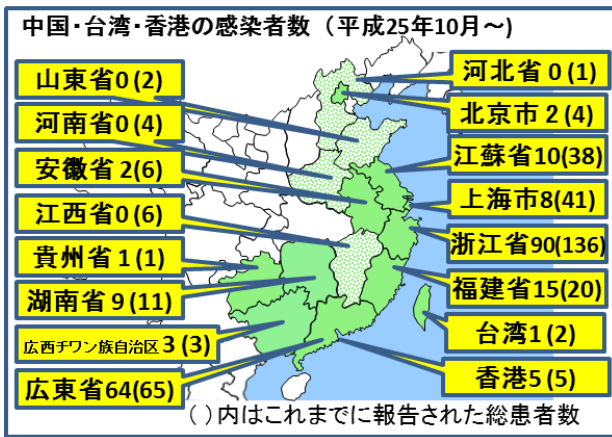 中国・台湾・香港の感染者数 (平成25年10月～)
山東省0(2)
河南省0(4)
安徽省 2(6)
江西省0(6)
貴州省 1(1)
湖南省 9(11)
広西チワン族自治区 3(3)
広東省64(65)
河北省 0(1)
北京市 2(4)
江蘇省10(38)
上海市8(41)
浙江省90(136)
福建省15(20)
台湾1(2)
香港5(5)
( )内はこれまでに報告された総患者数